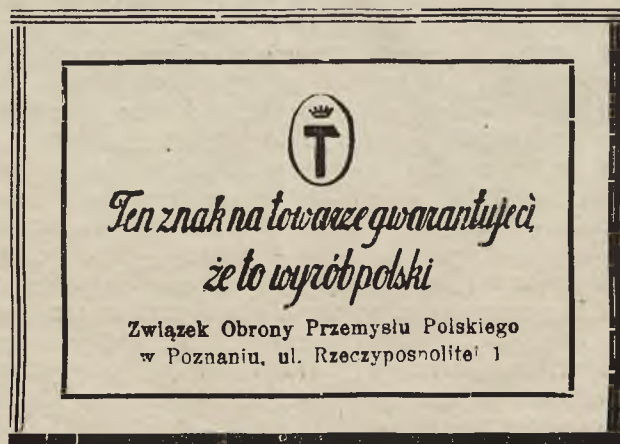 Ten znak na towarze gwarantuje ci,
że to wyrób polski
Związek Obrony Przemysłu Polskiego
w Poznaniu, ul. Rzeczypospolitej 1